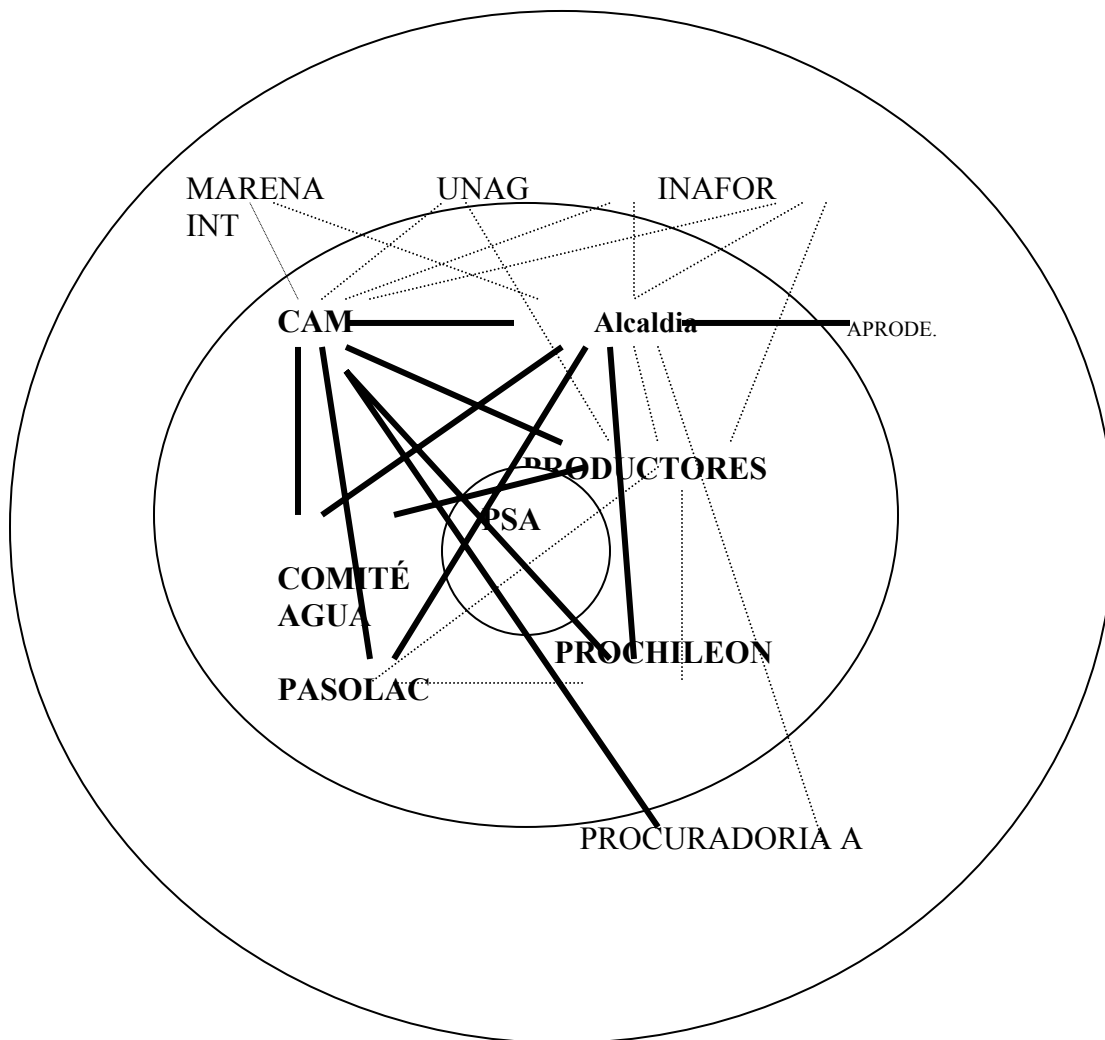 MARENA UNAG INAFOR
INT
CAM Alcaldia APRODE.
PRODUCTORES
PSA
COMITÉ
AGUA
PROCHILEON
PASOLAC
PROCURADORIA A